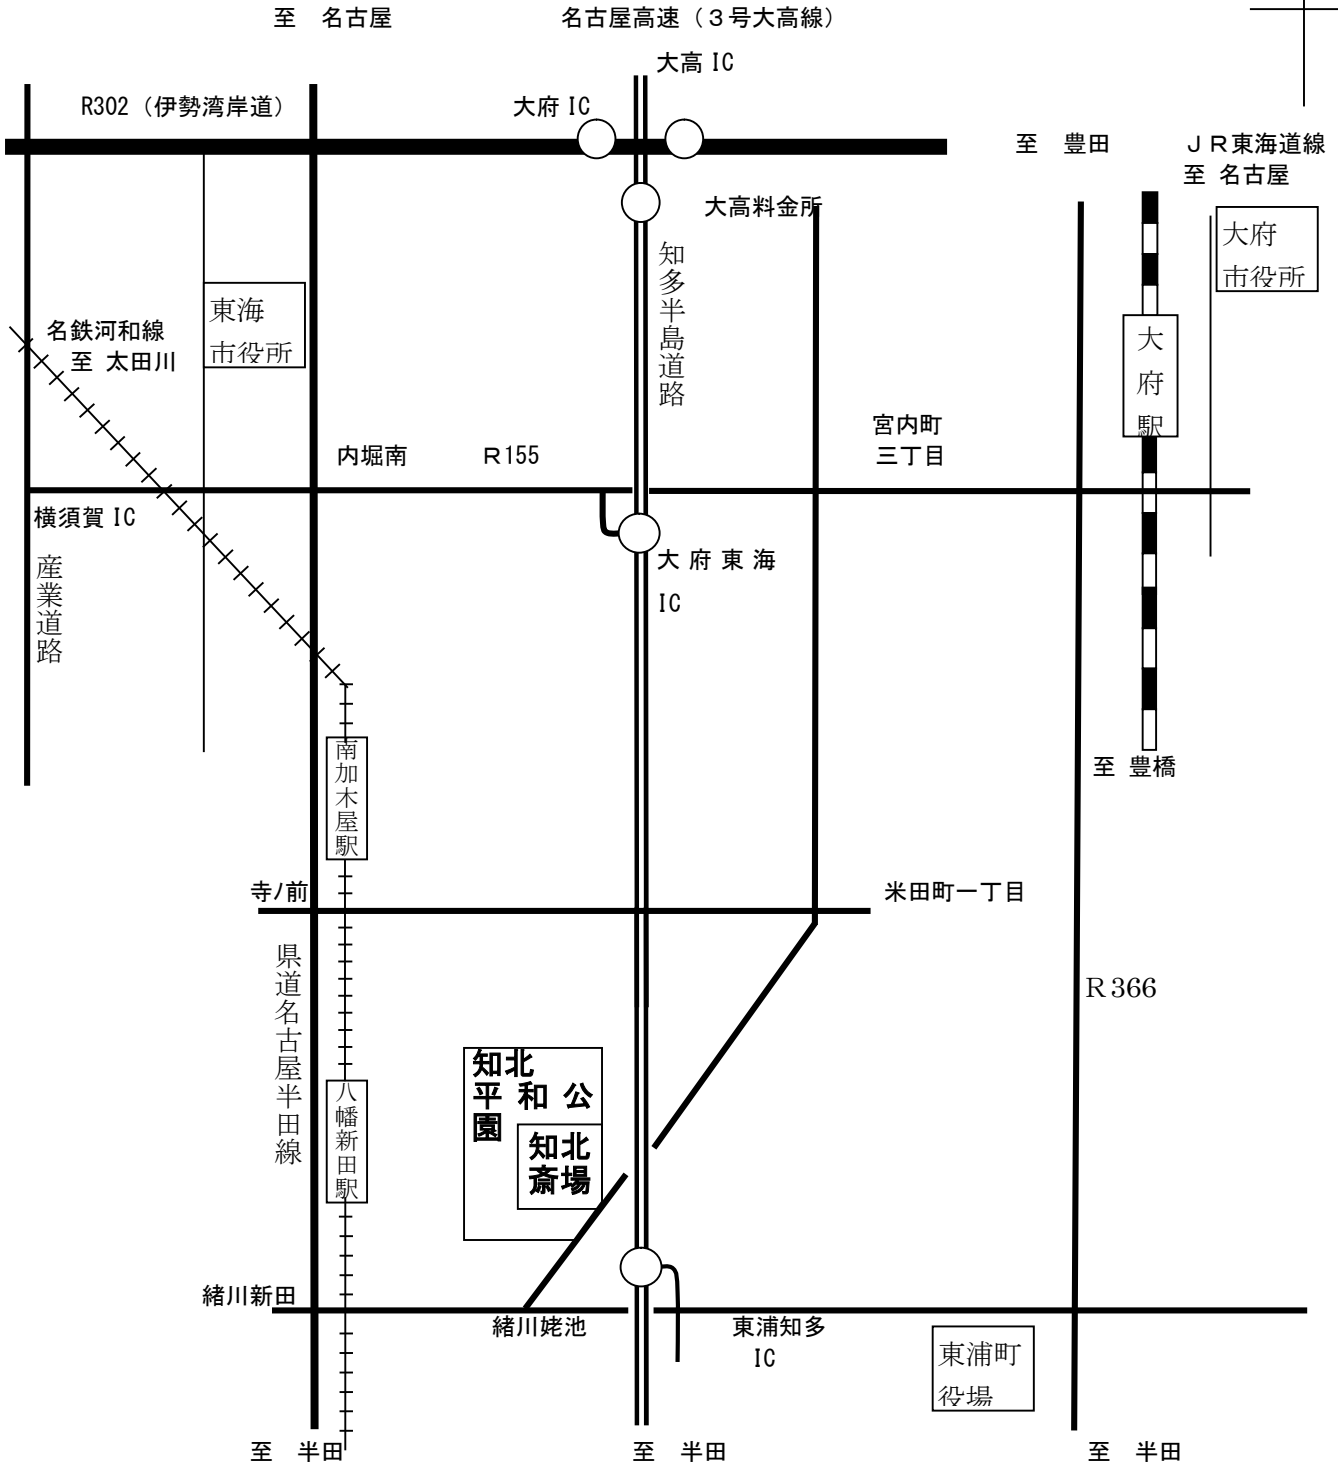 至　名古屋
名古屋高速（３号大高線）
大高 IC
R302（伊勢湾岸道）
大府 IC
至　豊田
ＪＲ東海道線
至 名古屋
大高料金所
大府
市役所
知多半島道路
東海
市役所
名鉄河和線
至 太田川
大府駅
宮内町
三丁目
内堀南
Ｒ155
横須賀 IC
大府東海
IC
産業道路
至 豊橋
南加木屋駅
寺ノ前
米田町一丁目
県道名古屋半田線
Ｒ366
知北
平和公
園
知北
斎場
八幡新田駅
緒川新田
緒川姥池
東浦知多
IC
東浦町
役場
至　半田
至　半田
至　半田